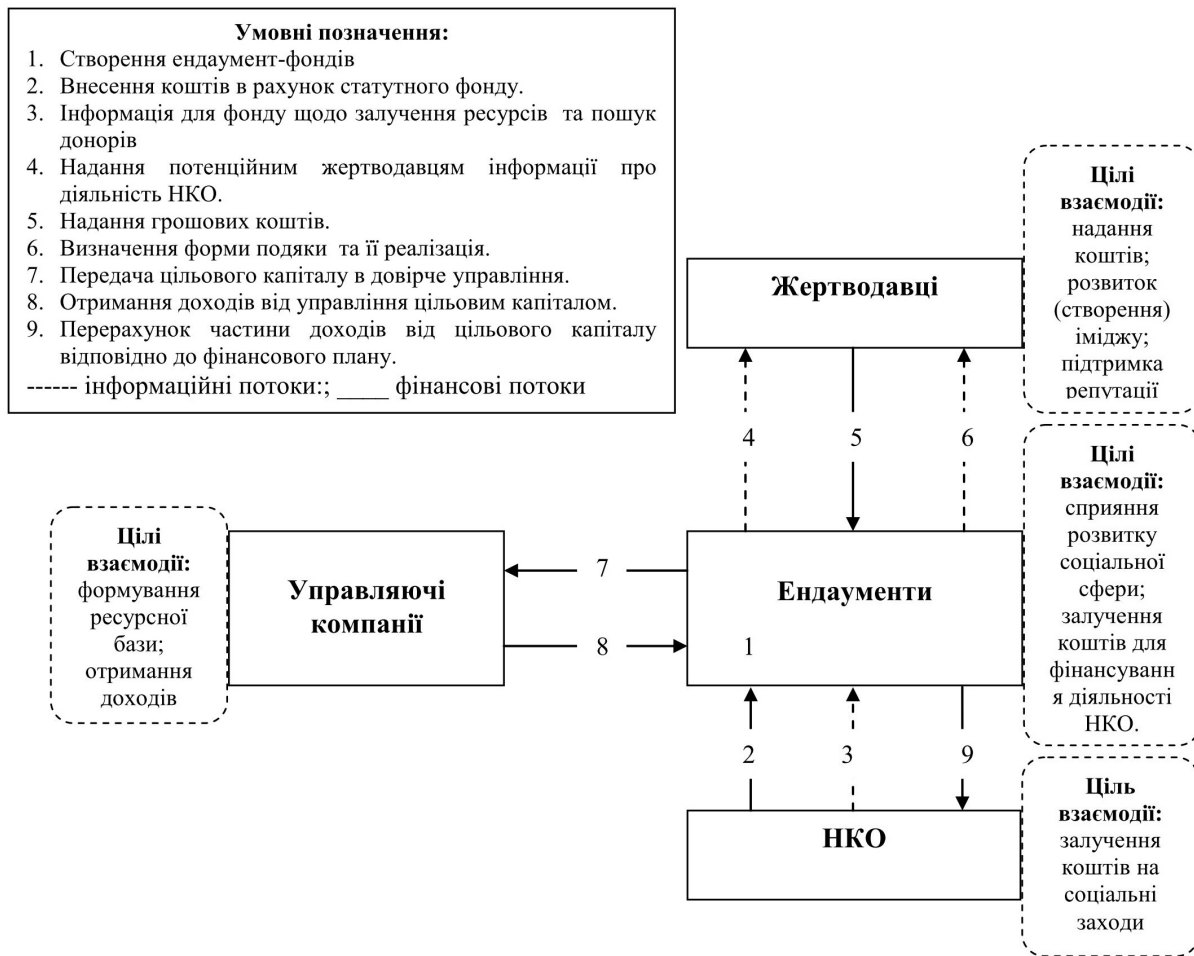 Умовні позначення:
1. Створення ендаумент-фондів
2. Внесення коштів в рахунок статутного фонду.
3. Інформація для фонду щодо залучення ресурсів та пошук
донорів
4. Надання потенційним жертводавцям інформації про
діяльність НКО.
5. Надання грошових коштів.
6. Визначення форми подяки та її реалізація.
7. Передача цільового капіталу в довірче управління.
8. Отримання доходів від управління цільовим капіталом.
9. Перерахунок частини доходів від цільового капіталу
відповідно до фінансового плану.
------ інформаційні потоки:; ____ фінансові потоки
Жертводавці
Цілі
взаємодії:
надання
коштів;
розвиток
(створення)
іміджу;
підтримка
репутації
4
5
6
Цілі
взаємодії:
формування
ресурсної
бази;
отримання
доходів
Управляючі
компанії
7
8
Ендаументи
1
Цілі
взаємодії:
сприяння
розвитку
соціальної
сфери;
залучення
коштів для
фінансуванн
я діяльності
НКО.
2
3
9
НКО
Ціль
взаємодії:
залучення
коштів на
соціальні
заходи